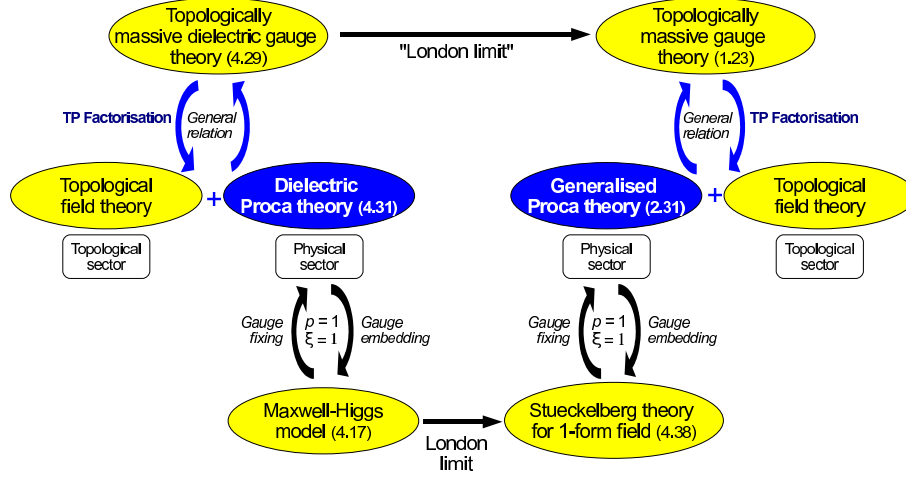 Topologically
massive dielectric gauge
theory (4.29)
"London limit"
Topologically
massive gauge
theory (1.23)
TP Factorisation
General
relation
General
relation
TP Factorisation
Topological
field theory
+
Dielectric
Proca theory (4.31)
Generalised
Proca theory (2.31)
+
Topological
field theory
Topological
sector
Physical
sector
Physical
sector
Topological
sector
Gauge
fixing
p = 1
ξ = 1
Gauge
embedding
Gauge
fixing
p = 1
ξ = 1
Gauge
embedding
Maxwell-Higgs
model (4.17)
London
limit
Stueckelberg theory
for 1-form field (4.38)